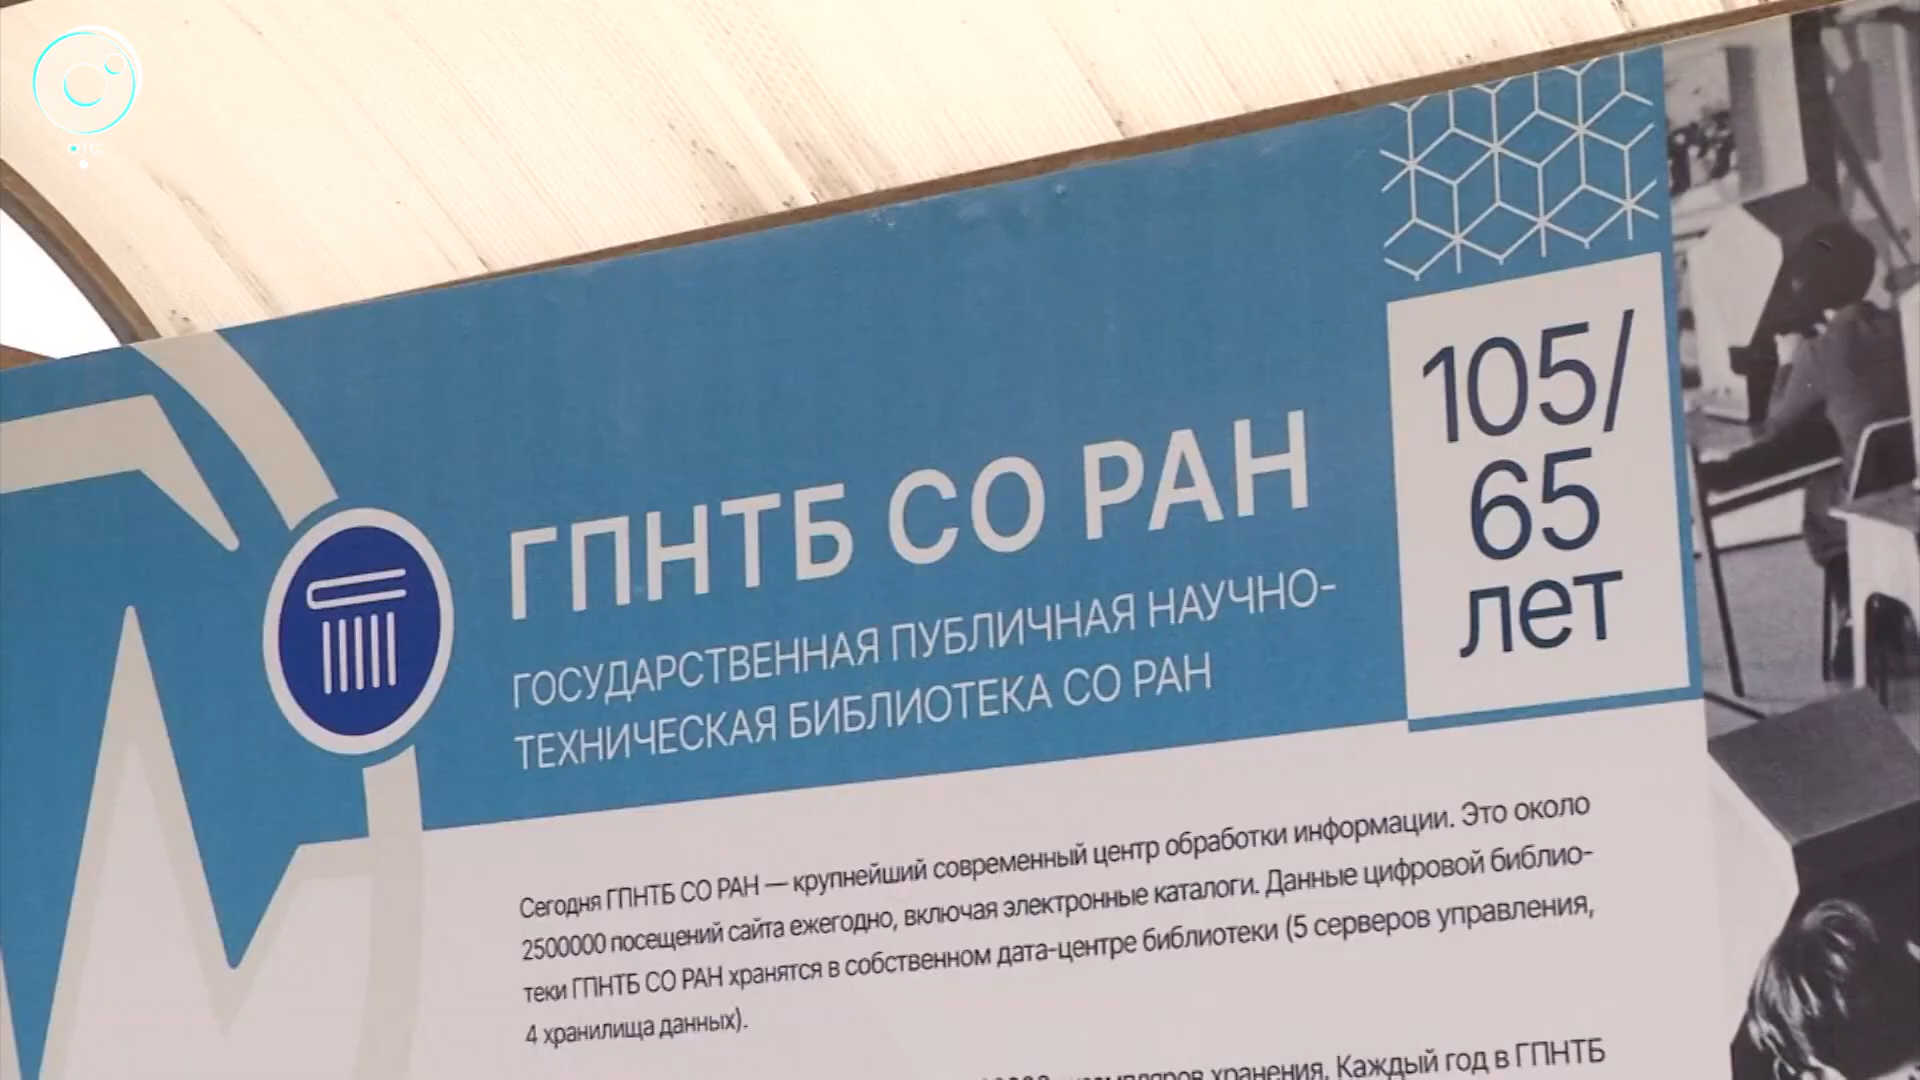 ОТС
ГПНТБ СО РАН
ГОСУДАРСТВЕННАЯ ПУБЛИЧНАЯ НАУЧНО-
ТЕХНИЧЕСКАЯ БИБЛИОТЕКА СО РАН
105/
65
лет
Сегодня ГПНТБ СО РАН — крупнейший современный центр обработки информации. Это около
2500000 посещений сайта ежегодно, включая электронные каталоги. Данные цифровой библио-
теки ГПНТБ СО РАН хранятся в собственном дата-центре библиотеки (5 серверов управления,
4 хранилища данных).
хранения. Каждый год в ГПНТБ